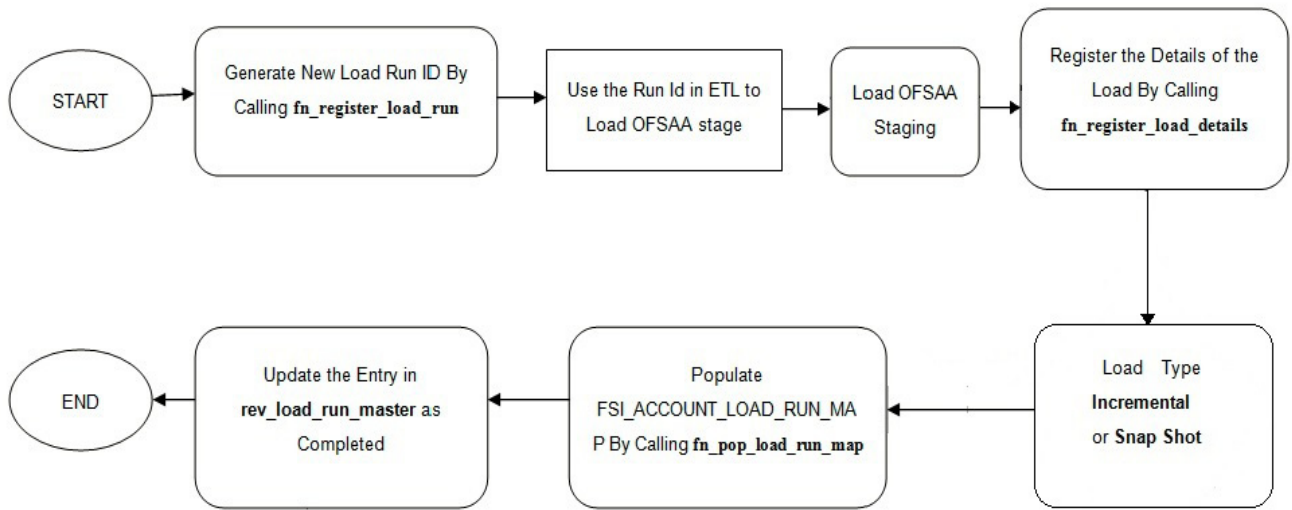 START
Generate New Load Run ID By
Calling fn_register_load_run
Use the Run Id in ETL to
Load OFSAA stage
Load OFSAA
Staging
Register the Details of the
Load By Calling
fn_register_load_details
Load Type
Incremental
or Snap Shot
Populate
FSI_ACCOUNT_LOAD_RUN_MA
P By Calling fn_pop_load_run_map
Update the Entry in
rev_load_run_master as
Completed
END